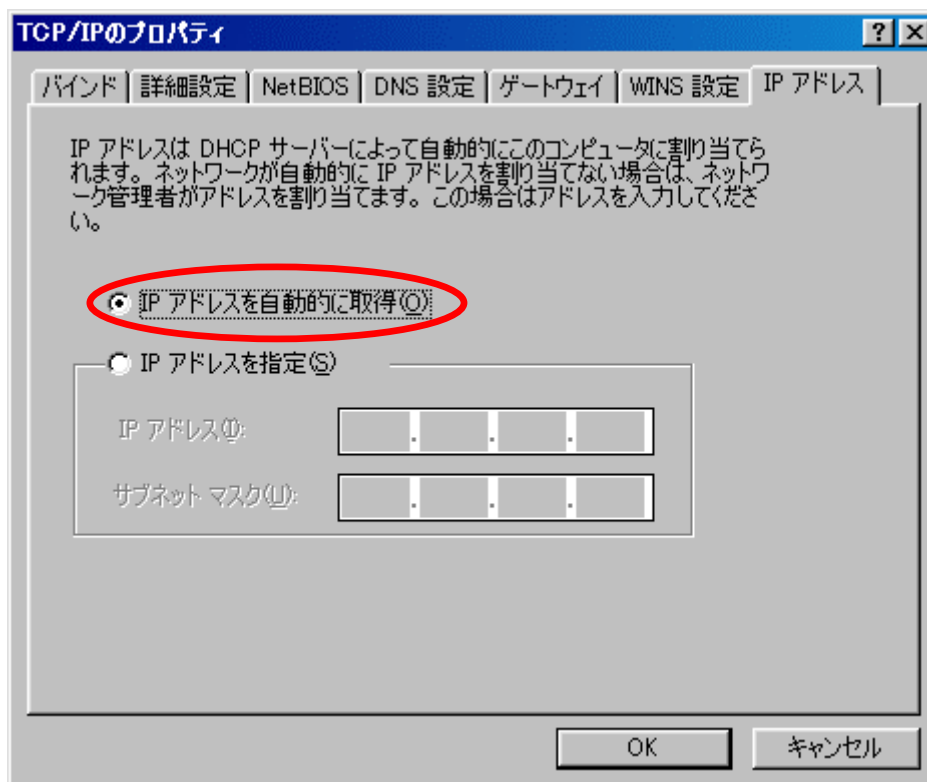 TCP/IPのプロパティ
バインド 詳細設定 NetBIOS DNS 設定 ゲートウェイ WINS 設定 IP アドレス
IP アドレスは DHCP サーバーによって自動的にこのコンピュータに割り当てら
れます。ネットワークが自動的に IP アドレスを割り当てない場合は、ネットワ
ーク管理者がアドレスを割り当てます。この場合はアドレスを入力してくださ
い。
IP アドレスを自動的に取得(O)
IP アドレスを指定(S)
IP アドレス(I):
サブネット マスク(U):
OK キャンセル